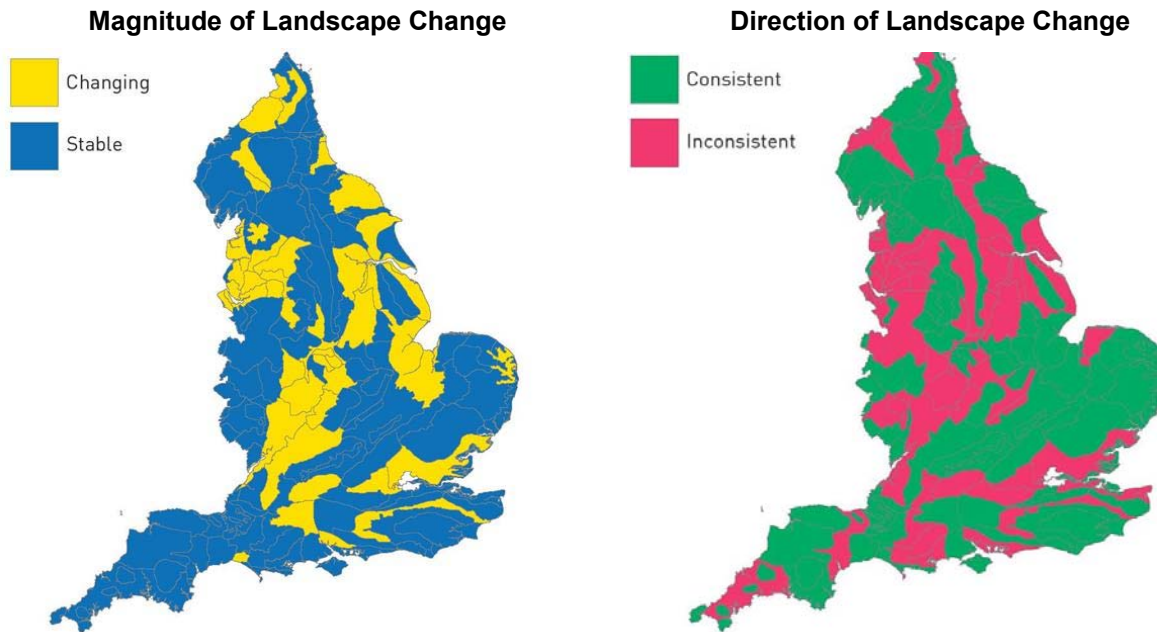 Magnitude of Landscape Change
Changing
Stable
Direction of Landscape Change
Consistent
Inconsistent